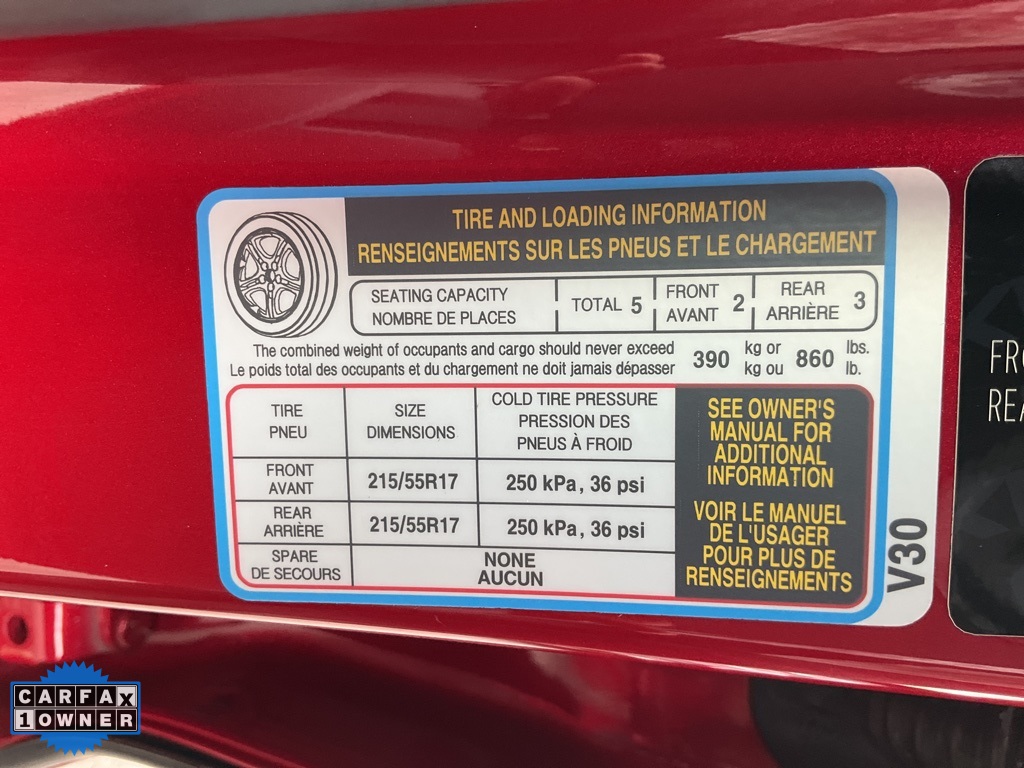 TIRE AND LOADING INFORMATION
RENSEIGNEMENTS SUR LES PNEUS ET LE CHARGEMENT
SEATING CAPACITY
NOMBRE DE PLACES
TOTAL 5
FRONT
AVANT 2
REAR
ARRIÈRE 3
The combined weight of occupants and cargo should never exceed
Le poids total des occupants et du chargement ne doit jamais dépasser
390 kg or 860 lbs.
kg ou lb.
TIRE
PNEU
SIZE
DIMENSIONS
COLD TIRE PRESSURE
PRESSION DES
PNEUS À FROID
FRONT
AVANT
215/55R17
250 kPa, 36 psi
REAR
ARRIÈRE
215/55R17
250 kPa, 36 psi
SPARE
DE SECOURS
NONE
AUCUN
SEE OWNER'S
MANUAL FOR
ADDITIONAL
INFORMATION
VOIR LE MANUEL
DE L'USAGER
POUR PLUS DE
RENSEIGNEMENTS
V30
CARFAX
1 OWNER